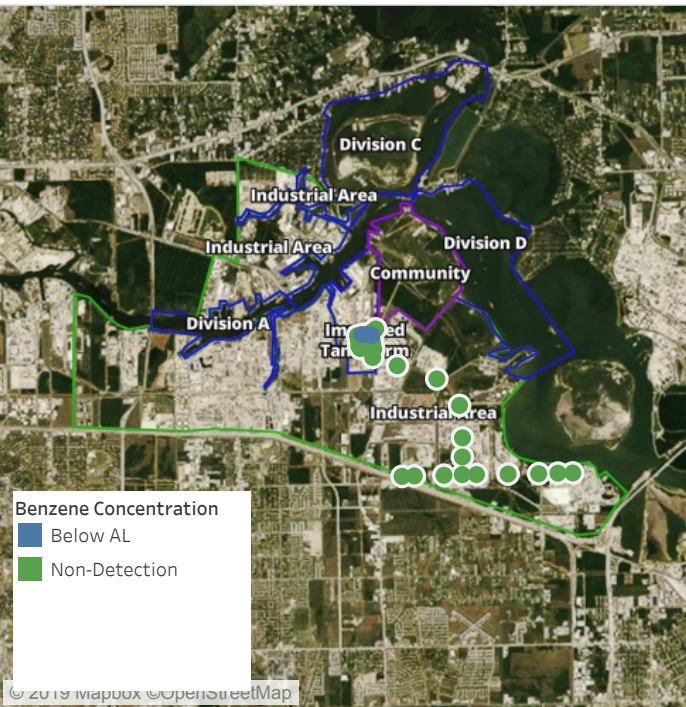 Division C
Industrial Area
Division D
Industrial Area
Community
Division A
Industrial Area
Benzene Concentration
Below AL
Non-Detection
© 2019 Mapbox ©OpenStreetMap